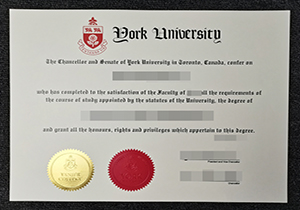 York University
The Chancellor and Senate of York University in Toronto, Canada, confer on
who has completed to the satisfaction of the Faculty of all the requirements of
the course of study appointed by the statutes of the University, the degree of
and grant all the honours, rights and privileges which appertain to this degree.